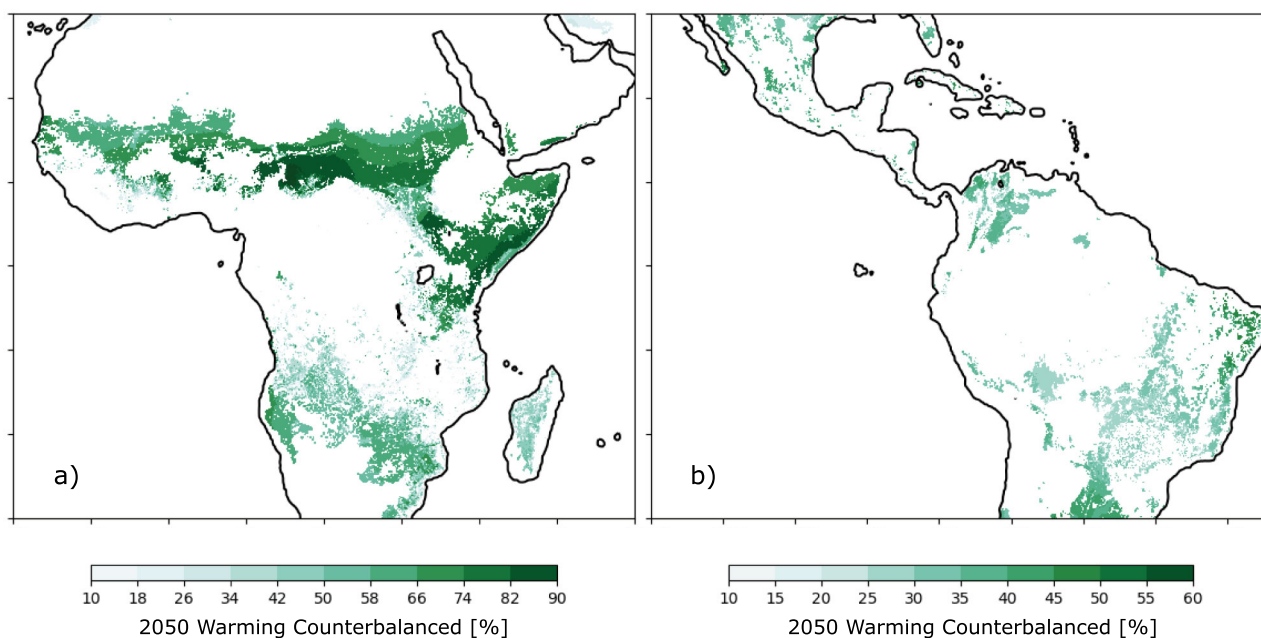 a)
b)
10 18 26 34 42 50 58 66 74 82 90
2050 Warming Counterbalanced [%]
10 15 20 25 30 35 40 45 50 55 60
2050 Warming Counterbalanced [%]